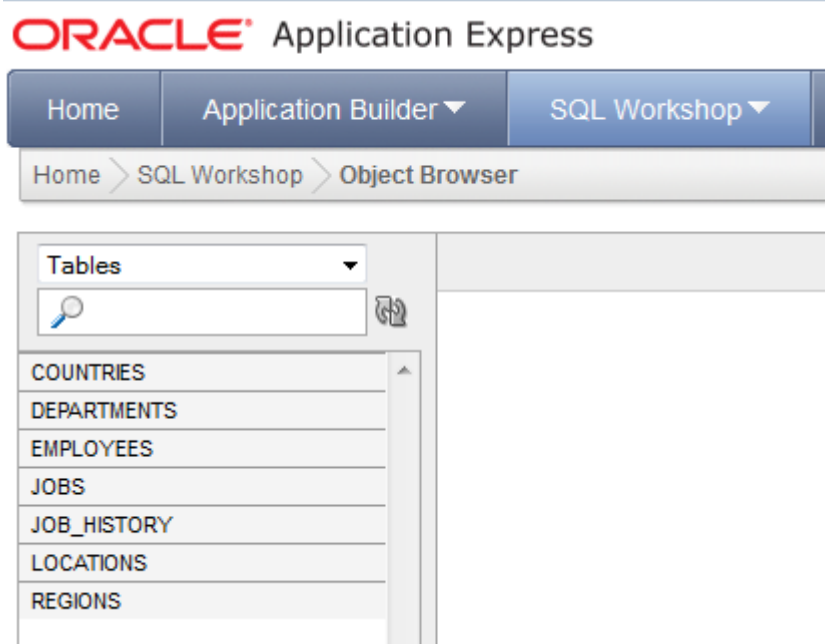 ORACLE® Application Express
Home Application Builder SQL Workshop
Home SQL Workshop Object Browser
Tables
COUNTRIES
DEPARTMENTS
EMPLOYEES
JOBS
JOB_HISTORY
LOCATIONS
REGIONS